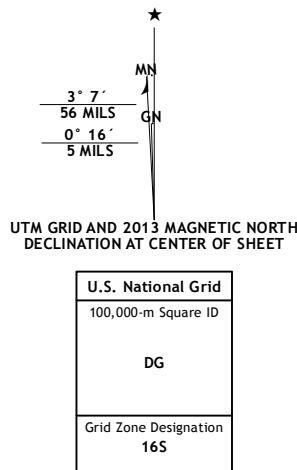 ★
MN
3° 7´
56 MILS
GN
0° 16´
5 MILS
UTM GRID AND 2013 MAGNETIC NORTH
DECLINATION AT CENTER OF SHEET
U.S. National Grid
100,000-m Square ID
DG
Grid Zone Designation
16S